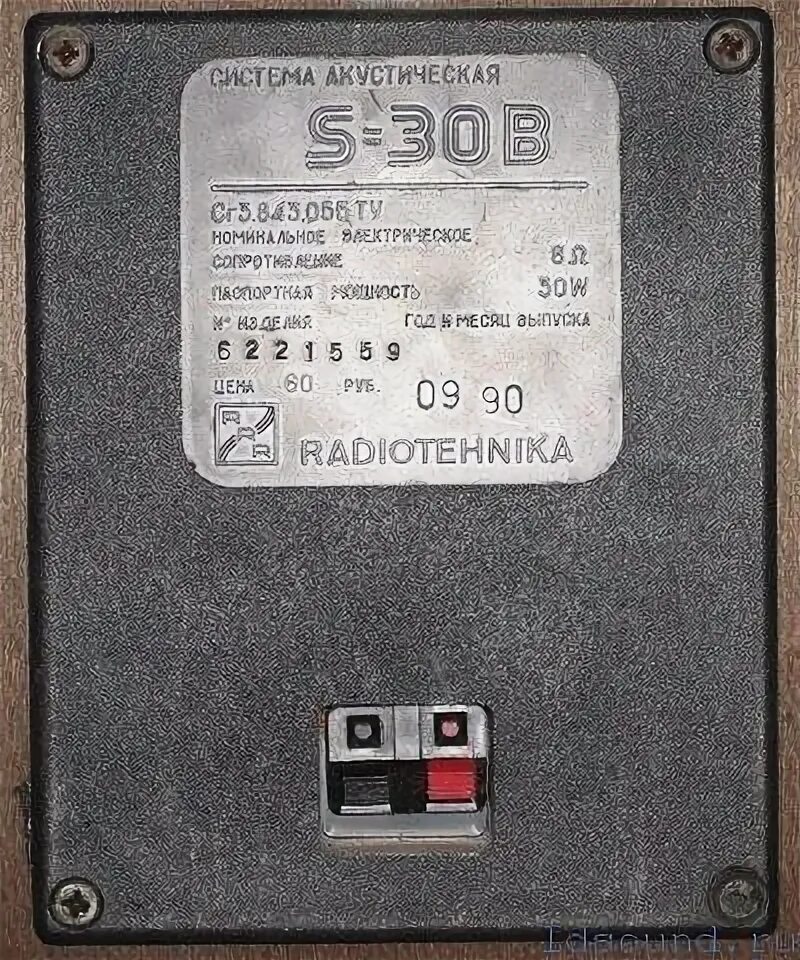 СИСТЕМА АКУСТИЧЕСКАЯ
S-30B
НОМИНАЛЬНОЕ ЭЛЕКТРИЧЕСКОЕ
СОПРОТИВЛЕНИЕ 8Ω
ПАСПОРТНАЯ МОЩНОСТЬ 30W
№ ИЗДЕЛИЯ ГОД И МЕСЯЦ ВЫПУСКА
6221559
ЦЕНА 60 РУБ. 09 90
RADIOTEHNIKA